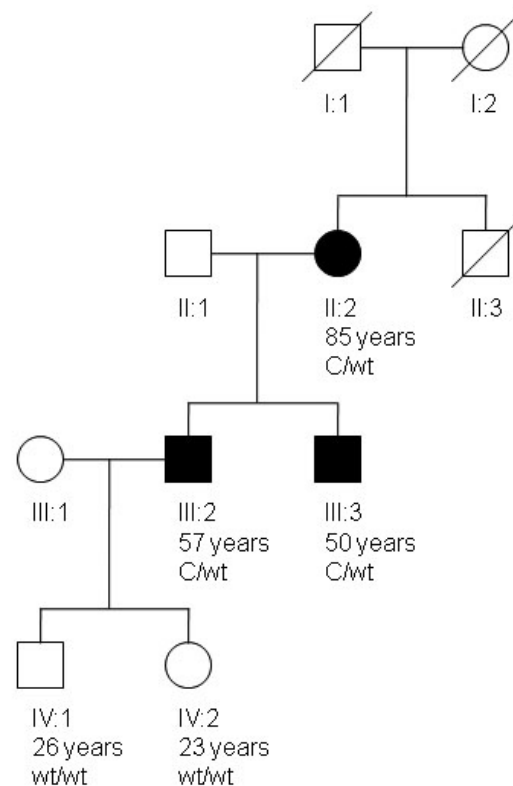 I:1
I:2
II:1
II:2
85 years
C/wt
II:3
III:1
III:2
57 years
C/wt
III:3
50 years
C/wt
IV:1
26 years
wt/wt
IV:2
23 years
wt/wt